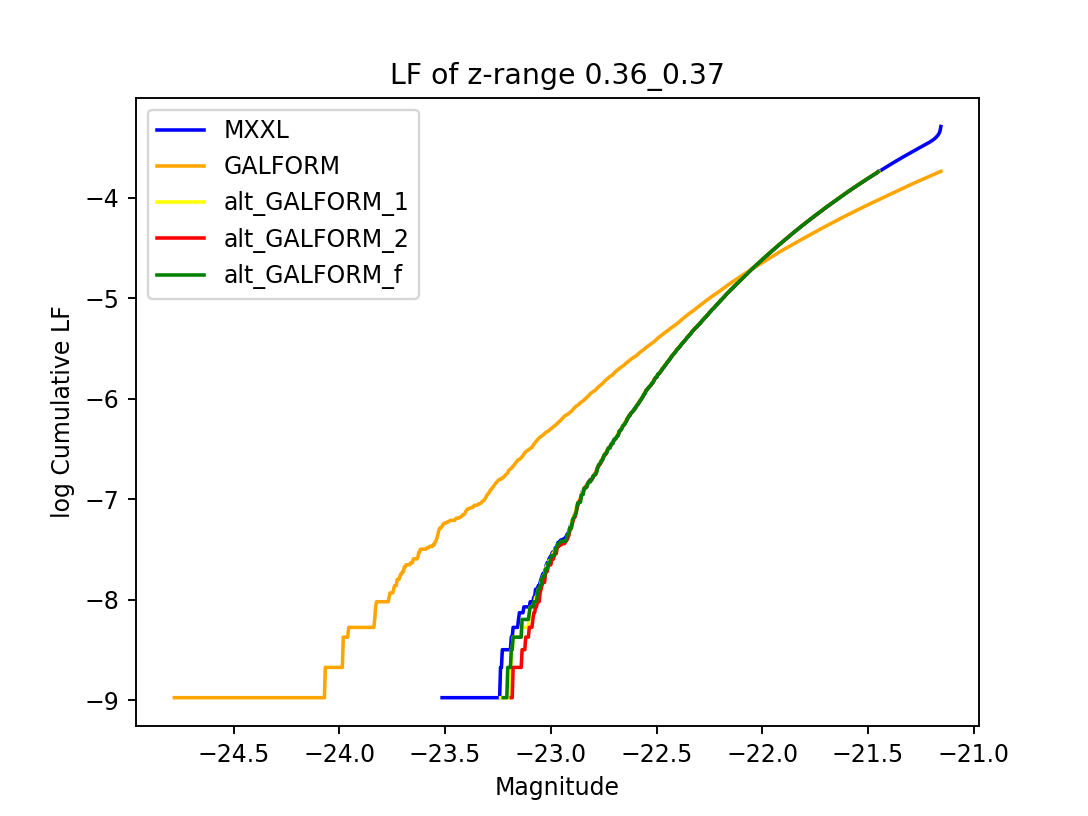 LF of z-range 0.36_0.37
MXXL
GALFORM
alt_GALFORM_1
alt_GALFORM_2
alt_GALFORM_f
log Cumulative LF
−4
−5
−6
−7
−8
−9
−24.5 −24.0 −23.5 −23.0 −22.5 −22.0 −21.5 −21.0
Magnitude